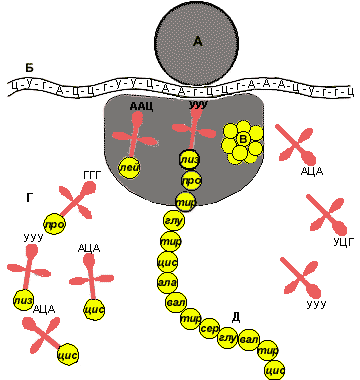 А
Б
ААЦ
УУУ
В
лей
лиз
про
тир
глу
тир
цис
ала
вал
тир
сер
глу
вал
тир
цис
Г
ГГГ
про
УУУ
лиз
АЦА
цис
АЦА
цис
АЦА
УЦГ
УУУ
Д